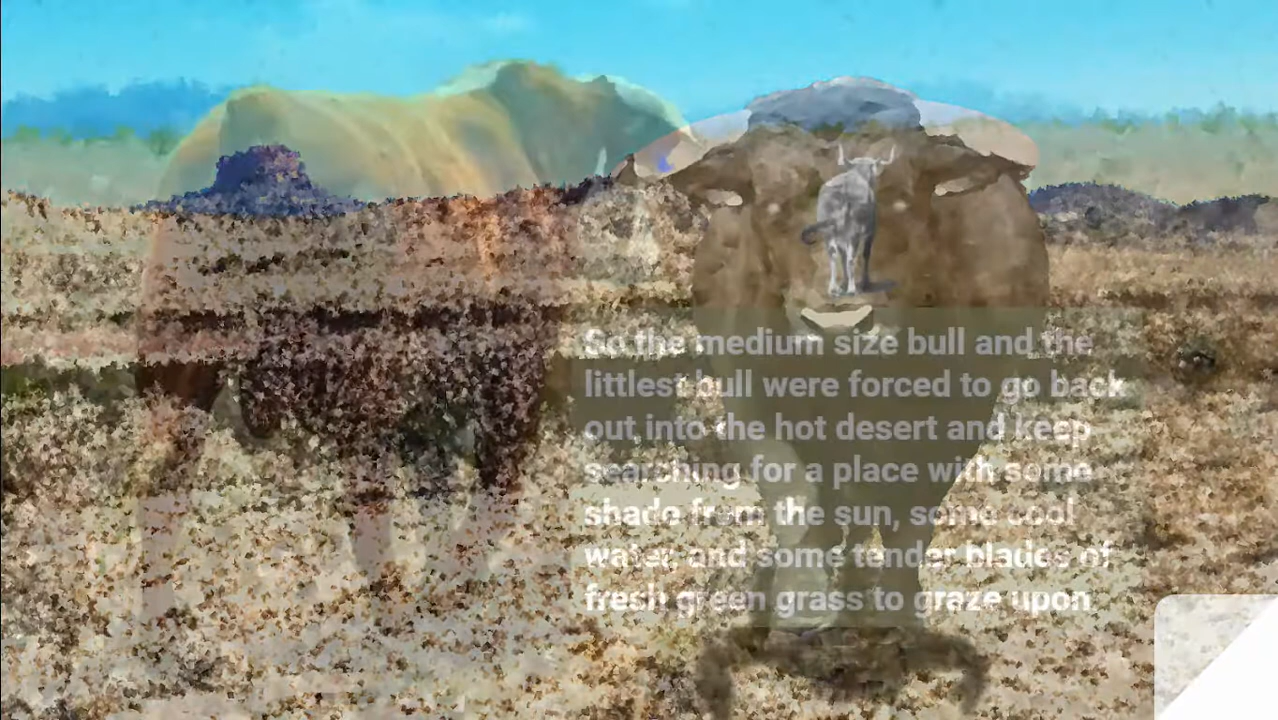 So the medium size bull and the
littlest bull were forced to go back
out into the hot desert and keep
searching for a place with some
shade from the sun, some cool
water, and some tender blades of
fresh green grass to graze upon